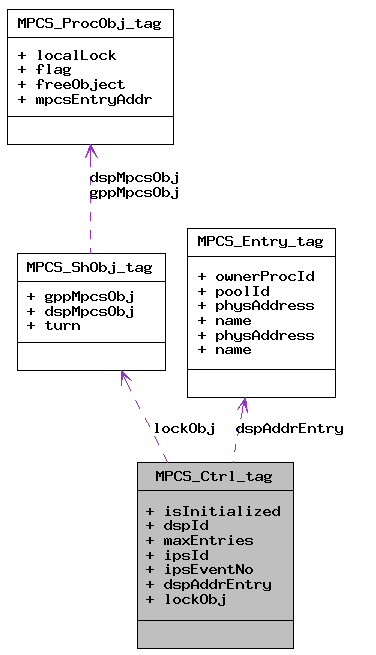 MPCS_ProcObj_tag
+ localLock
+ flag
+ freeObject
+ mpcsEntryAddr
dspMpcsObj
gppMpcsObj
MPCS_ShObj_tag
+ gppMpcsObj
+ dspMpcsObj
+ turn
MPCS_Entry_tag
+ ownerProcId
+ poolId
+ physAddress
+ name
+ physAddress
+ name
lockObj
dspAddrEntry
MPCS_Ctrl_tag
+ isInitialized
+ dspId
+ maxEntries
+ ipsId
+ ipsEventNo
+ dspAddrEntry
+ lockObj